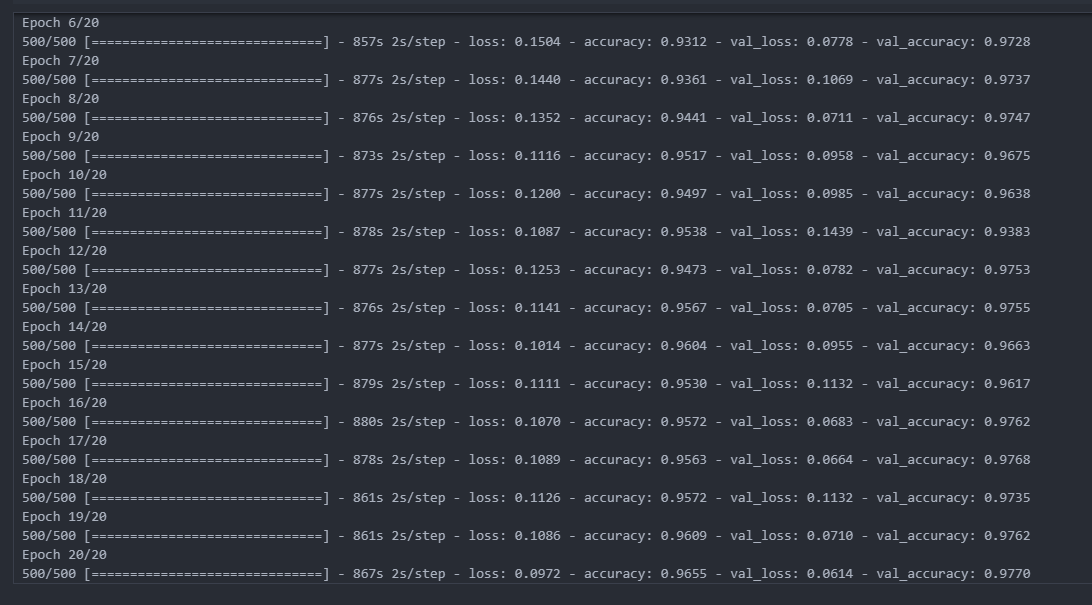 Epoch 6/20
500/500 [==============================] - 857s 2s/step - loss: 0.1504 - accuracy: 0.9312 - val_loss: 0.0778 - val_accuracy: 0.9728
Epoch 7/20
500/500 [==============================] - 877s 2s/step - loss: 0.1440 - accuracy: 0.9361 - val_loss: 0.1069 - val_accuracy: 0.9737
Epoch 8/20
500/500 [==============================] - 876s 2s/step - loss: 0.1352 - accuracy: 0.9441 - val_loss: 0.0711 - val_accuracy: 0.9747
Epoch 9/20
500/500 [==============================] - 873s 2s/step - loss: 0.1116 - accuracy: 0.9517 - val_loss: 0.0958 - val_accuracy: 0.9675
Epoch 10/20
500/500 [==============================] - 877s 2s/step - loss: 0.1200 - accuracy: 0.9497 - val_loss: 0.0985 - val_accuracy: 0.9638
Epoch 11/20
500/500 [==============================] - 878s 2s/step - loss: 0.1087 - accuracy: 0.9538 - val_loss: 0.1439 - val_accuracy: 0.9383
Epoch 12/20
500/500 [==============================] - 877s 2s/step - loss: 0.1253 - accuracy: 0.9473 - val_loss: 0.0782 - val_accuracy: 0.9753
Epoch 13/20
500/500 [==============================] - 876s 2s/step - loss: 0.1141 - accuracy: 0.9567 - val_loss: 0.0705 - val_accuracy: 0.9755
Epoch 14/20
500/500 [==============================] - 877s 2s/step - loss: 0.1014 - accuracy: 0.9604 - val_loss: 0.0955 - val_accuracy: 0.9663
Epoch 15/20
500/500 [==============================] - 879s 2s/step - loss: 0.1111 - accuracy: 0.9530 - val_loss: 0.1132 - val_accuracy: 0.9617
Epoch 16/20
500/500 [==============================] - 880s 2s/step - loss: 0.1070 - accuracy: 0.9572 - val_loss: 0.0683 - val_accuracy: 0.9762
Epoch 17/20
500/500 [==============================] - 878s 2s/step - loss: 0.1089 - accuracy: 0.9563 - val_loss: 0.0664 - val_accuracy: 0.9768
Epoch 18/20
500/500 [==============================] - 861s 2s/step - loss: 0.1126 - accuracy: 0.9572 - val_loss: 0.1132 - val_accuracy: 0.9735
Epoch 19/20
500/500 [==============================] - 861s 2s/step - loss: 0.1086 - accuracy: 0.9609 - val_loss: 0.0710 - val_accuracy: 0.9762
Epoch 20/20
500/500 [==============================] - 867s 2s/step - loss: 0.0972 - accuracy: 0.9655 - val_loss: 0.0614 - val_accuracy: 0.9770